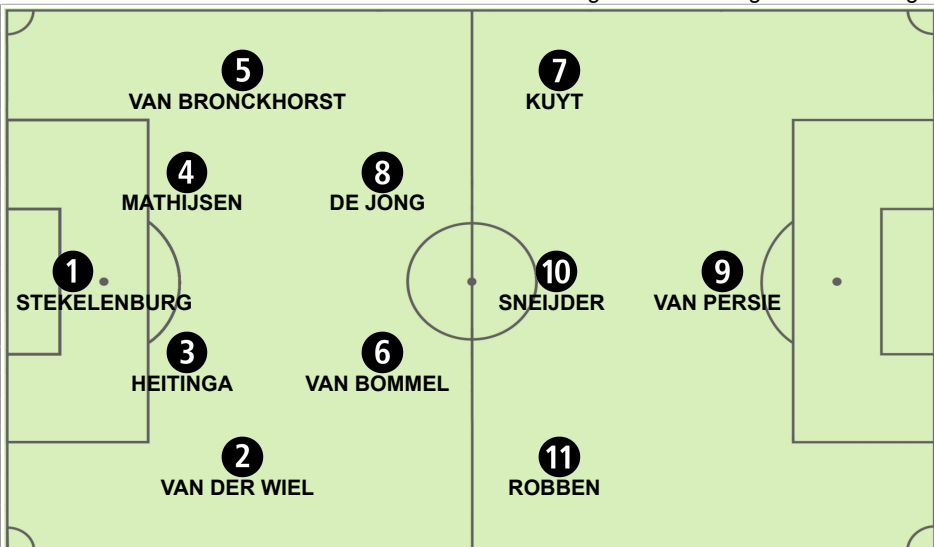 5
VAN BRONCKHORST
7
KUYT
4
MATHIJSEN
8
DE JONG
1
STEKELENBURG
10
SNEIJDER
9
VAN PERSIE
3
HEITINGA
6
VAN BOMMEL
2
VAN DER WIEL
11
ROBBEN